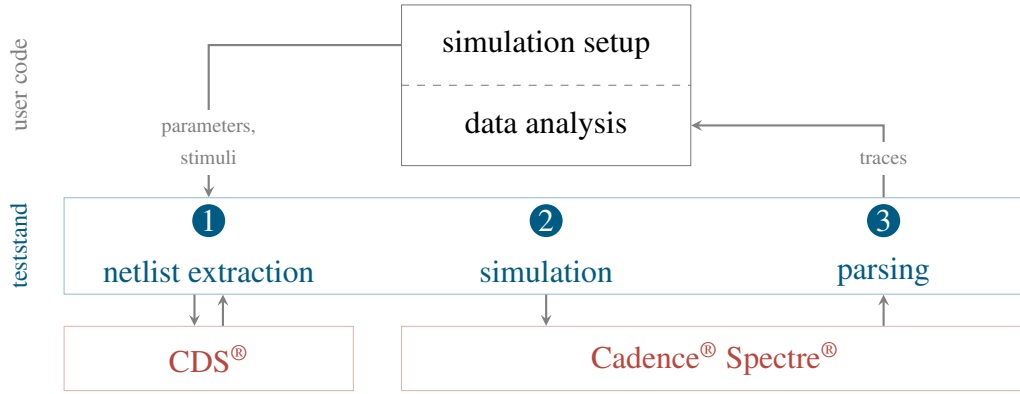 user code
simulation setup
data analysis
parameters,
stimuli
traces
teststand
1
2
3
netlist extraction
simulation
parsing
CDS®
Cadence® Spectre®